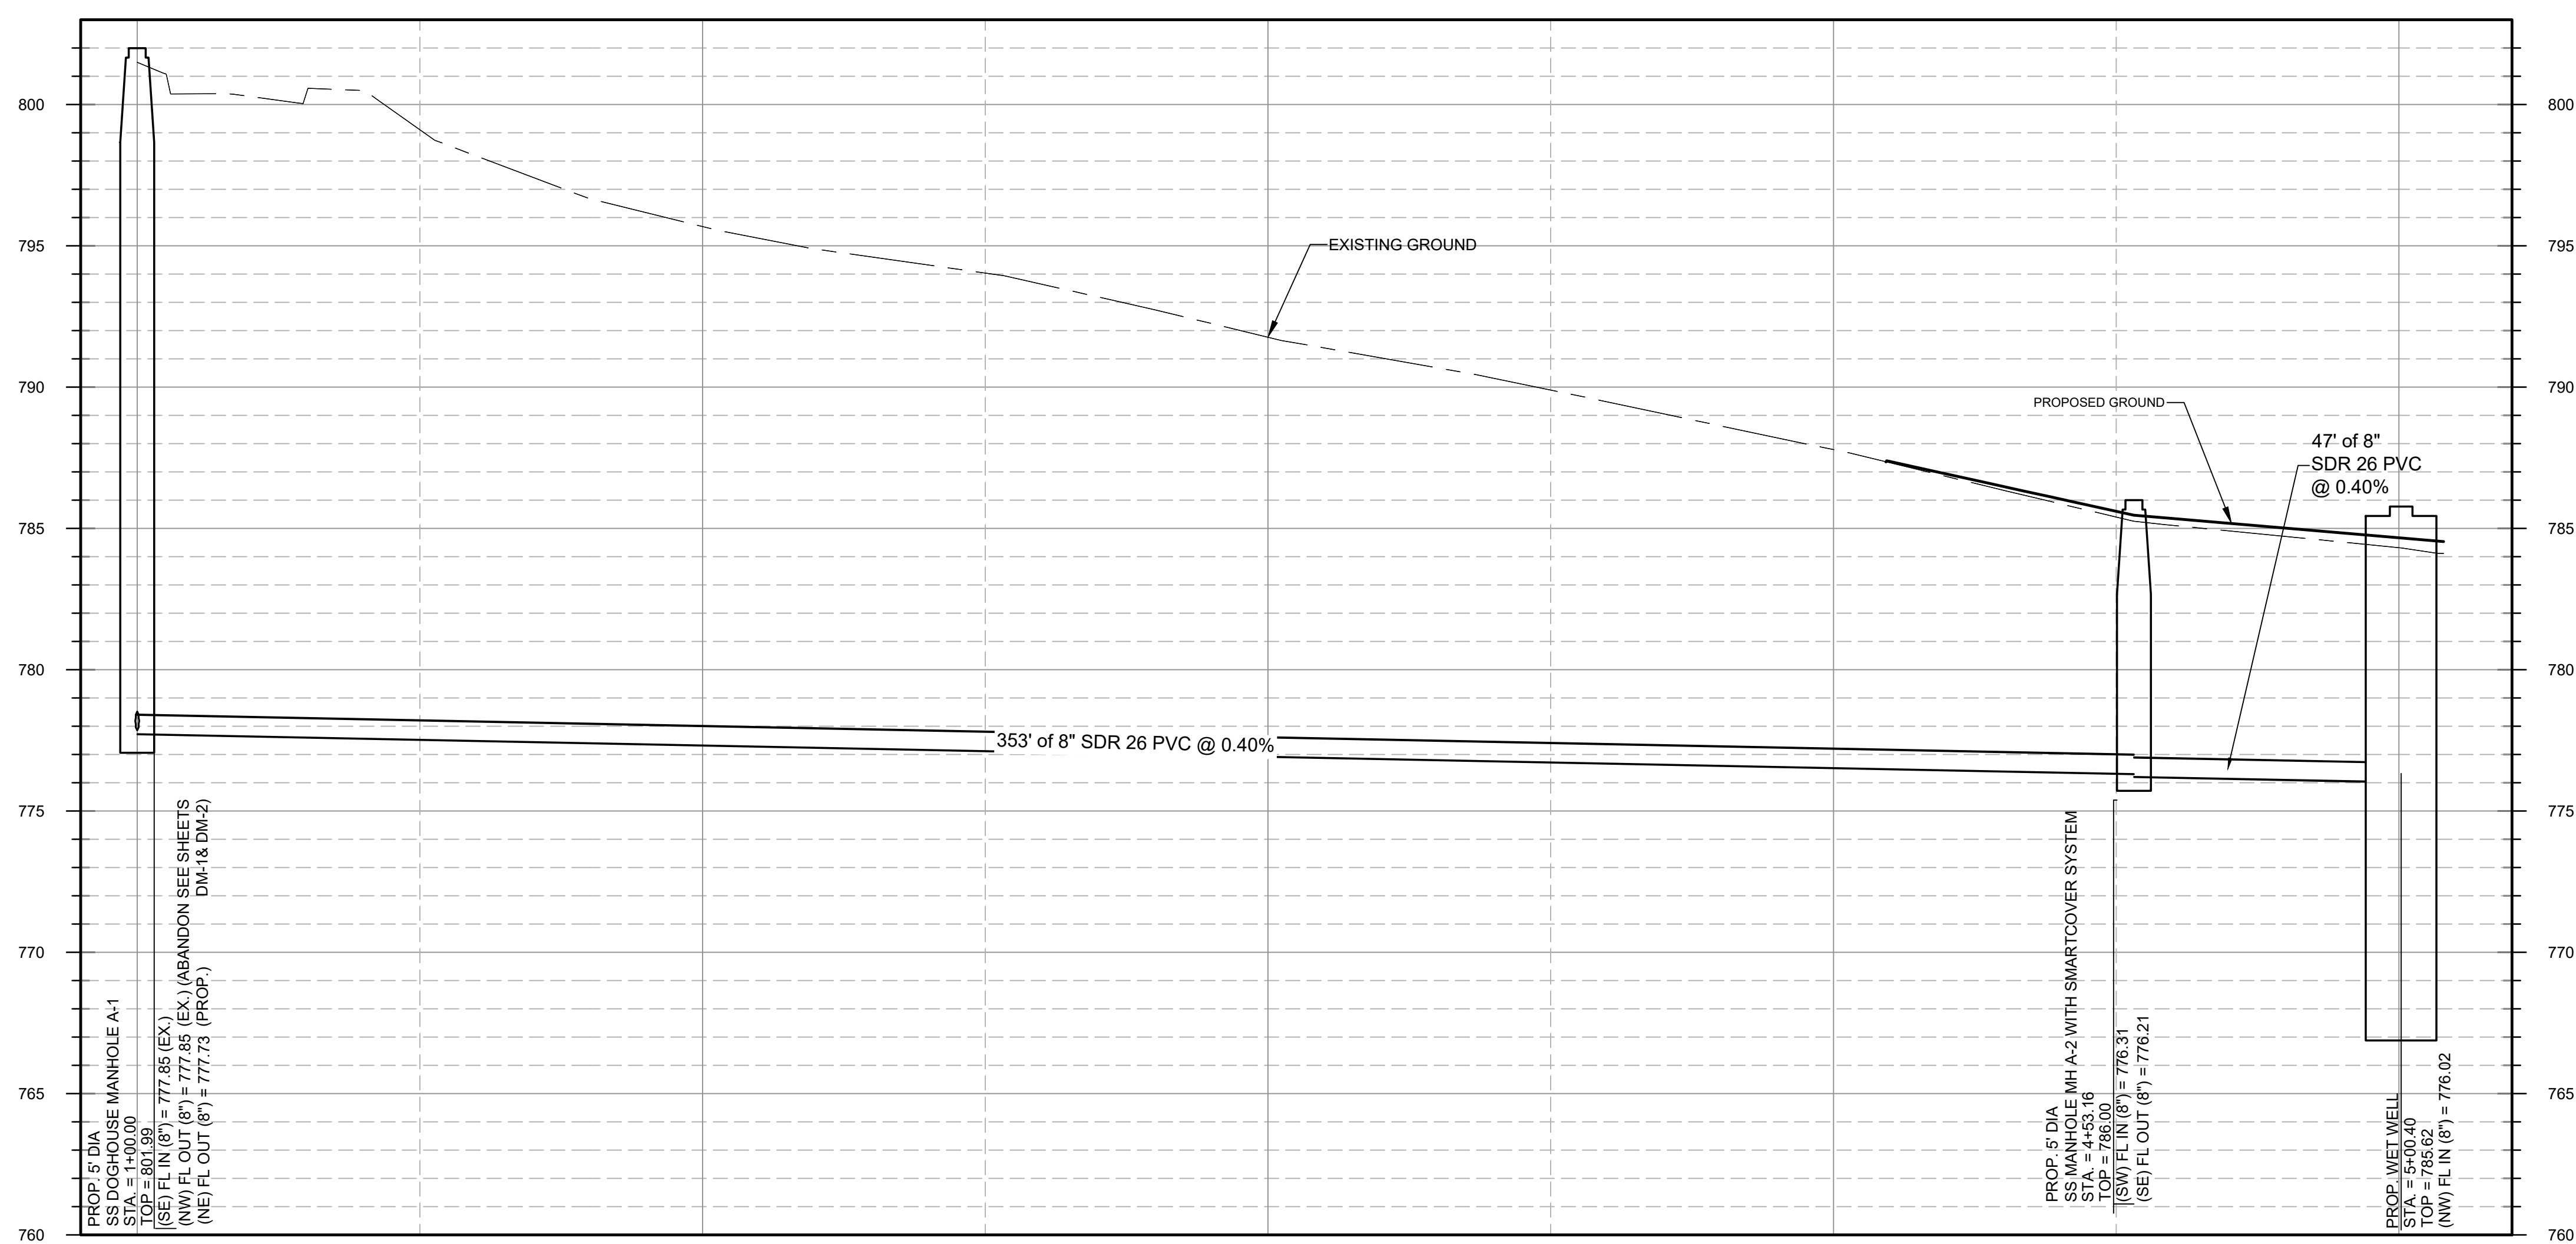 800
795
790
785
780
775
770
765
760
800
795
790
785
780
775
770
765
760
EXISTING GROUND
PROPOSED GROUND
47' of 8"
SDR 26 PVC
@ 0.40%
353' of 8" SDR 26 PVC @ 0.40%
PROP. 5' DIA
SS DOGHOUSE MANHOLE A-1
STA. = 1+00.00
TOP = 801.99
(SE) FL IN (8") = 777.85 (EX.)
(NW) FL OUT (8") = 777.85 (EX.) (ABANDON SEE SHEETS
DM-1& DM-2)
(NE) FL OUT (8") = 777.73 (PROP.)
PROP. 5' DIA
SS MANHOLE MH A-2 WITH SMARTCOVER SYSTEM
STA. = 4+53.16
TOP = 786.00
(SW) FL IN (8") = 776.31
(SE) FL OUT (8") = 776.21
PROP. WET WELL
STA. = 5+00.40
TOP = 785.62
(NW) FL IN (8") = 776.02